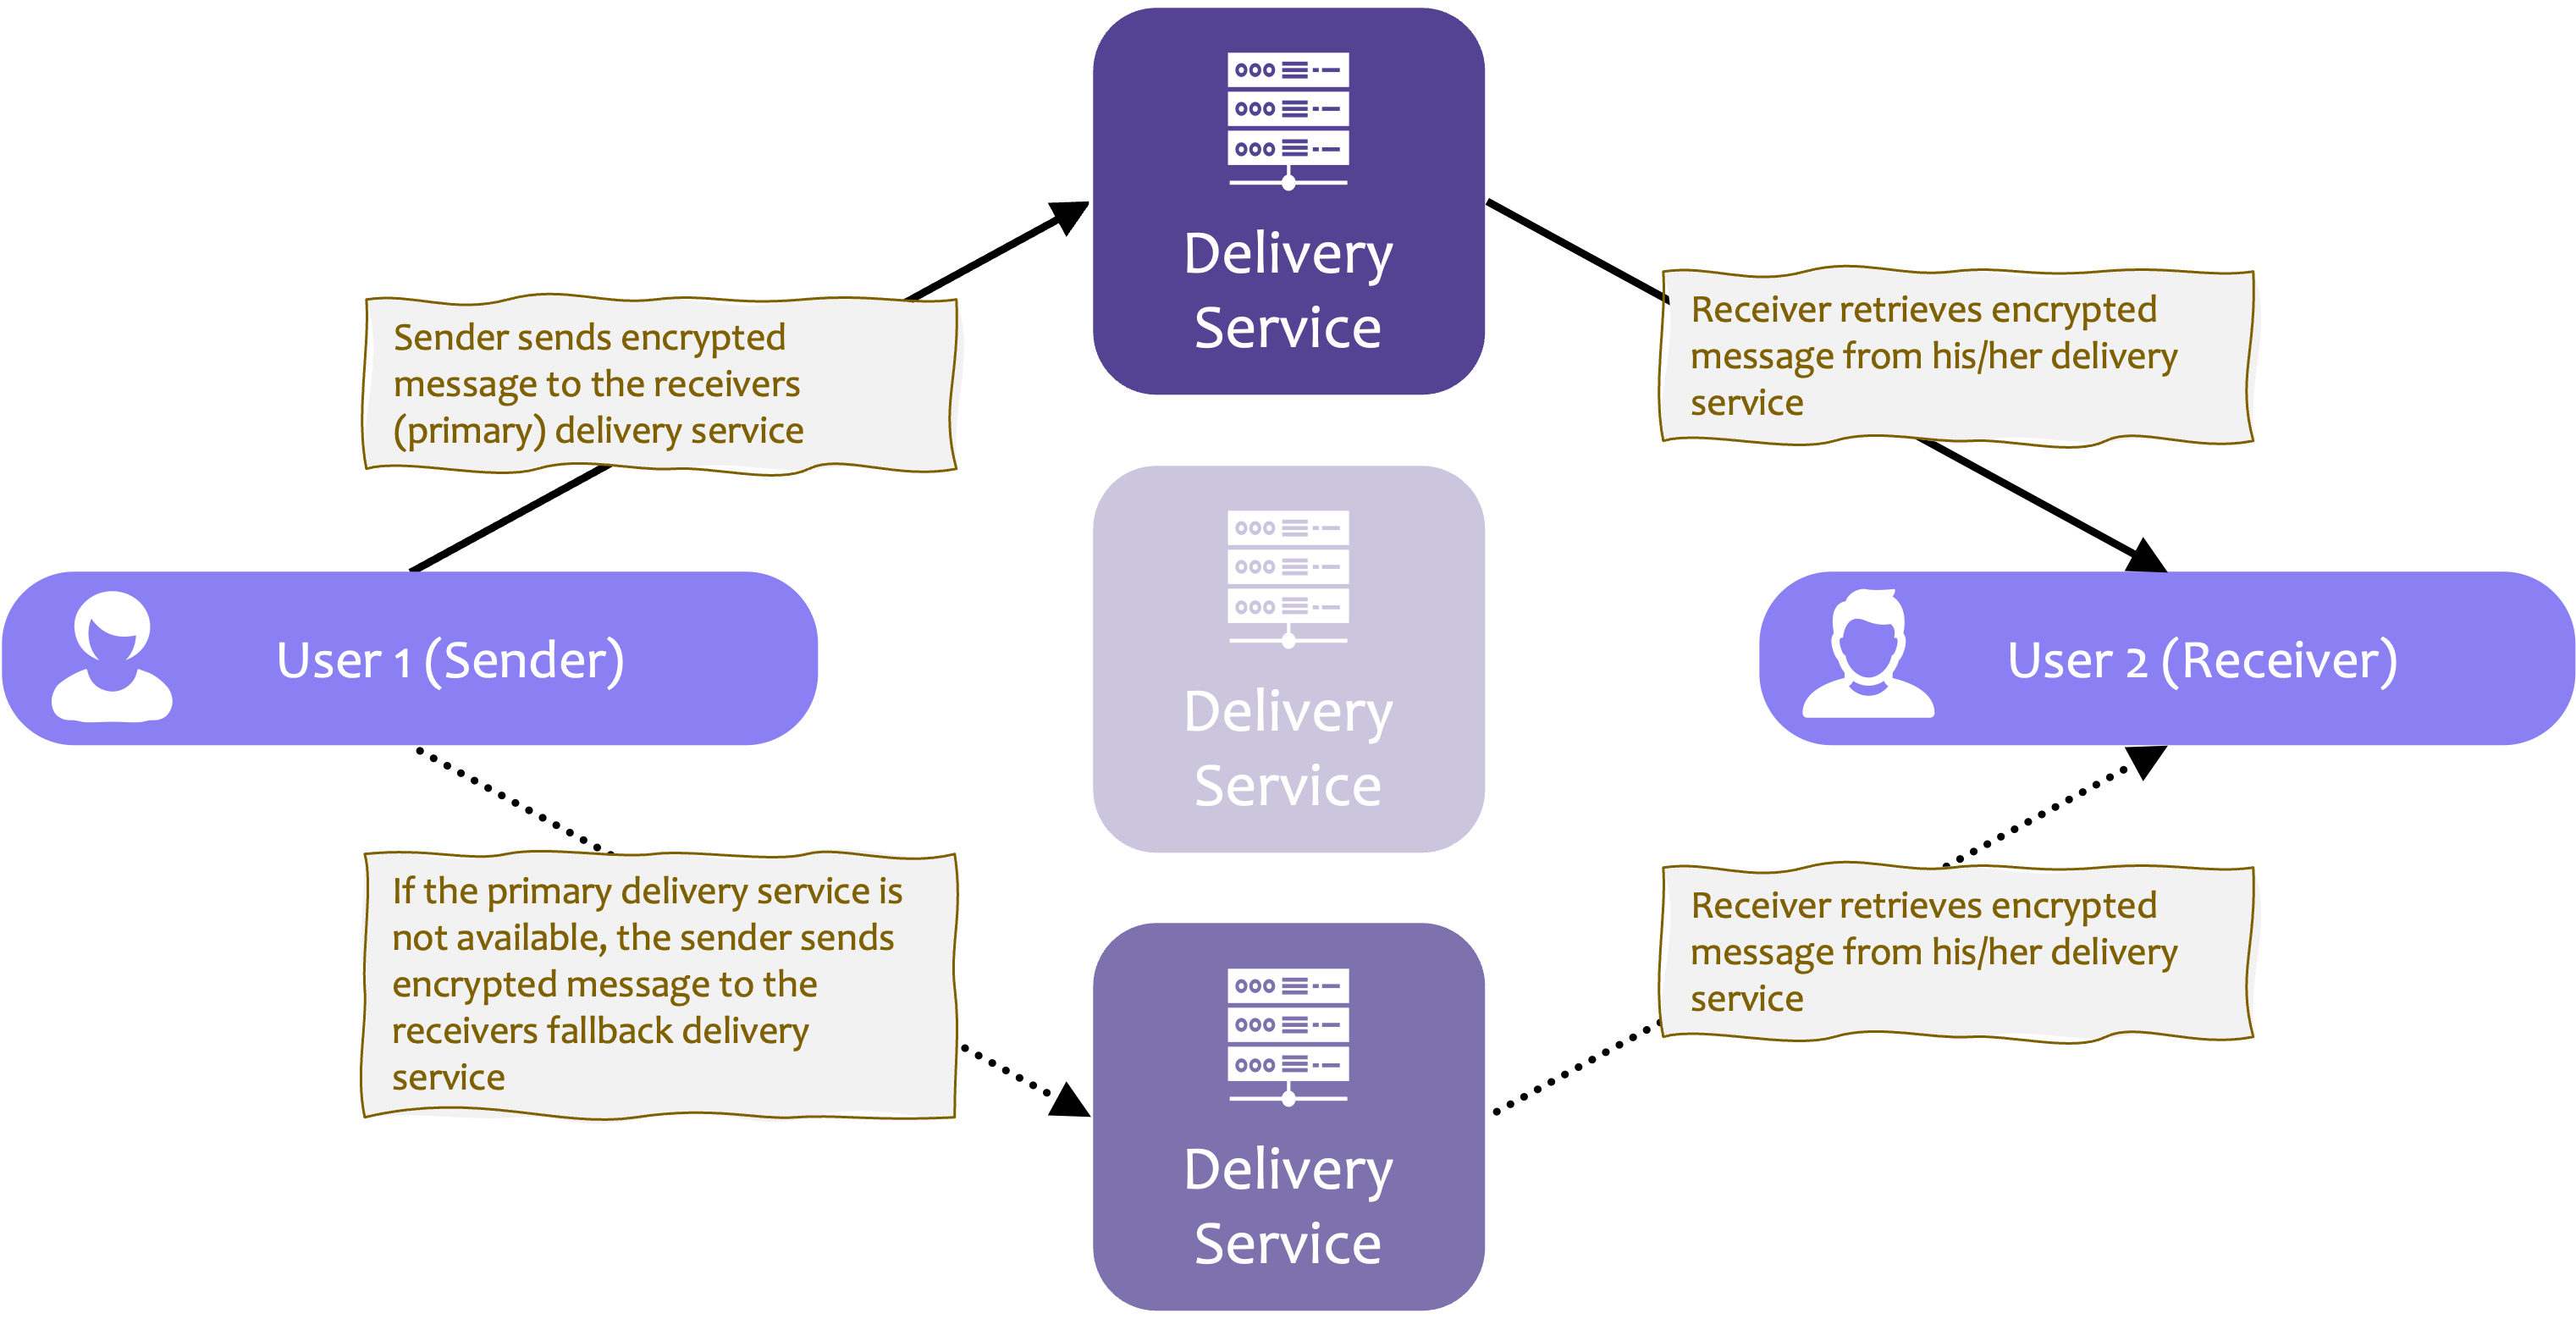 Delivery
Service
Sender sends encrypted
message to the receivers
(primary) delivery service
Receiver retrieves encrypted
message from his/her delivery
service
User 1 (Sender)
Delivery
Service
User 2 (Receiver)
If the primary delivery service is
not available, the sender sends
encrypted message to the
receivers fallback delivery
service
Receiver retrieves encrypted
message from his/her delivery
service
Delivery
Service